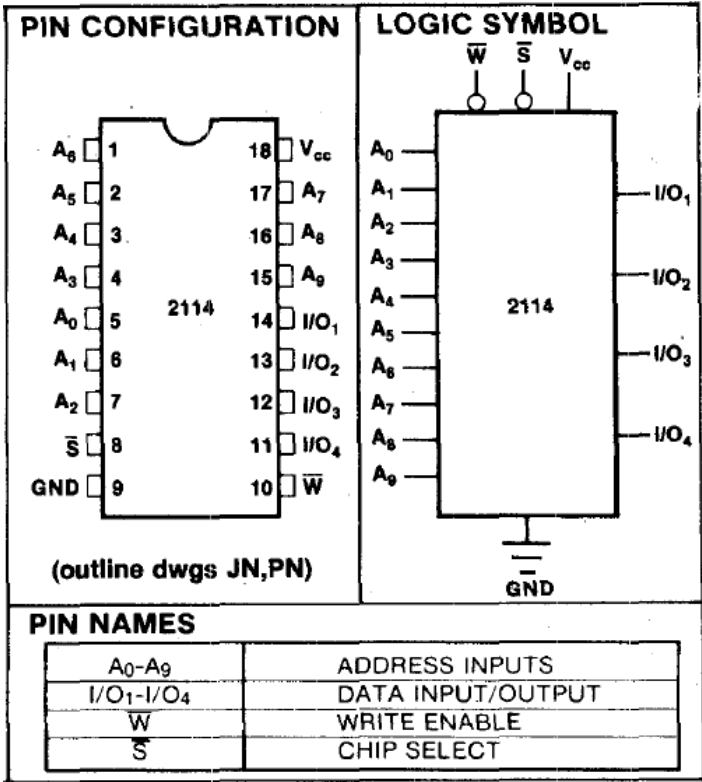 PIN CONFIGURATION
A₆ 1 18 Vcc
A₅ 2 17 A₇
A₄ 3 16 A₈
A₃ 4 15 A₉
A₀ 5 2114 14 I/O₁
A₁ 6 13 I/O₂
A₂ 7 12 I/O₃
S̅ 8 11 I/O₄
GND 9 10 W̅
(outline dwgs JN,PN)
LOGIC SYMBOL
W̅ S̅ Vcc
A₀
A₁ I/O₁
A₂
A₃ I/O₂
A₄ 2114
A₅
A₆ I/O₃
A₇
A₈ I/O₄
A₉
GND
PIN NAMES
A₀-A₉ ADDRESS INPUTS
I/O₁-I/O₄ DATA INPUT/OUTPUT
W̅ WRITE ENABLE
S̅ CHIP SELECT